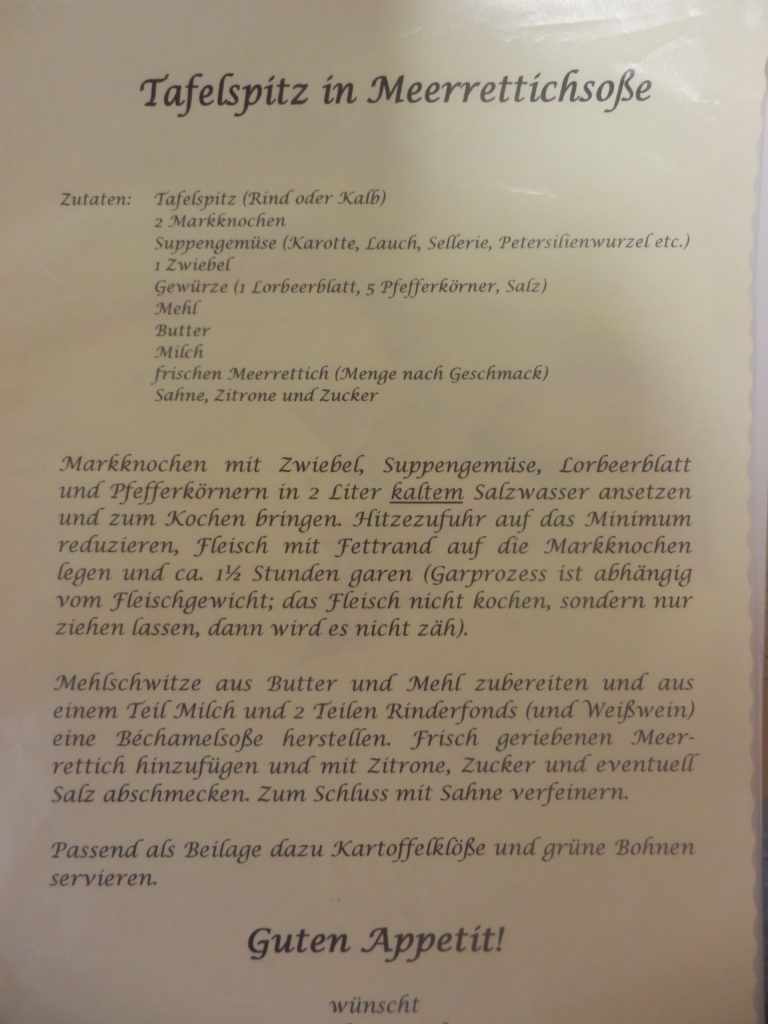 Tafelspitz in Meerrettichsoße
Zutaten: Tafelspitz (Rind oder Kalb)
2 Markknochen
Suppengemüse (Karotte, Lauch, Sellerie, Petersilienwurzel etc.)
1 Zwiebel
Gewürze (1 Lorbeerblatt, 5 Pfefferkörner, Salz)
Mehl
Butter
Milch
frischen Meerrettich (Menge nach Geschmack)
Sahne, Zitrone und Zucker
Markknochen mit Zwiebel, Suppengemüse, Lorbeerblatt
und Pfefferkörnern in 2 Liter kaltem Salzwasser ansetzen
und zum Kochen bringen. Hitzezufuhr auf das Minimum
reduzieren, Fleisch mit Fettrand auf die Markknochen
legen und ca. 1½ Stunden garen (Garprozess ist abhängig
vom Fleischgewicht; das Fleisch nicht kochen, sondern nur
ziehen lassen, dann wird es nicht zäh).
Mehlschwitze aus Butter und Mehl zubereiten und aus
einem Teil Milch und 2 Teilen Rinderfonds (und Weißwein)
eine Béchamelsoße herstellen. Frisch geriebenen Meer-
rettich hinzufügen und mit Zitrone, Zucker und eventuell
Salz abschmecken. Zum Schluss mit Sahne verfeinern.
Passend als Beilage dazu Kartoffelklöße und grüne Bohnen
servieren.
Guten Appetit!
wünscht